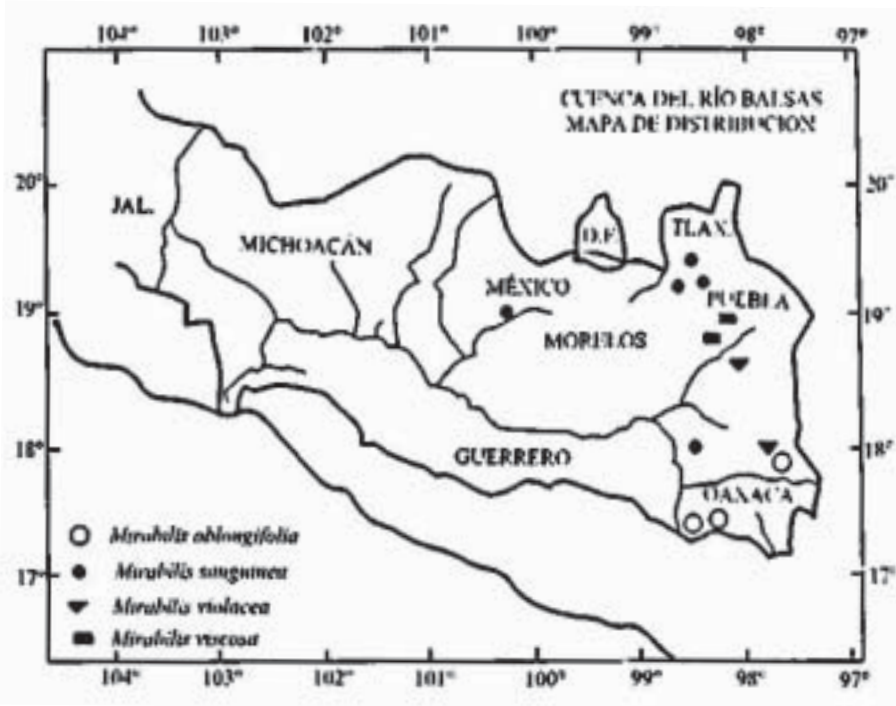 104° 103° 102° 101° 100° 99° 98° 97°
CUENCA DEL RÍO BALSAS
MAPA DE DISTRIBUCION
20° 20°
JAL. D.F. TLAX.
MICHOACÁN
MÉXICO PUEBLA
19° 19°
MORELOS
18° 18°
GUERRERO
OAXACA
Mirabilis oblongifolia
Mirabilis sanguinea
17° 17°
Mirabilis violacea
Mirabilis viscosa
104° 103° 102° 101° 100° 99° 98° 97°